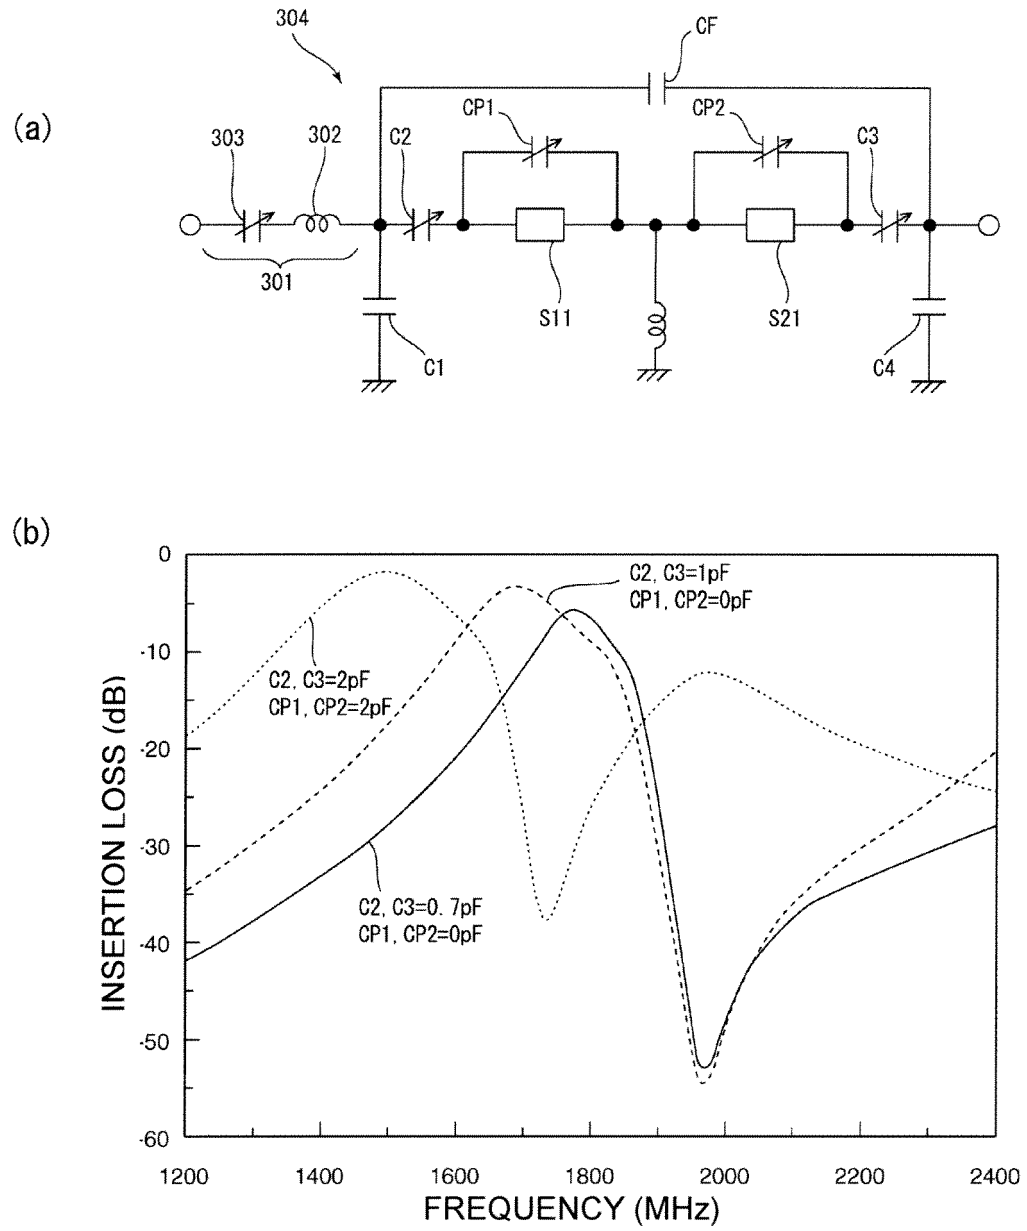 (a)
304
CF
CP1
CP2
303
302
C2
C3
301
S11
S21
C1
C4
(b)
0
-10
-20
-30
-40
-50
-60
INSERTION LOSS (dB)
C2, C3=1pF
CP1, CP2=0pF
C2, C3=2pF
CP1, CP2=2pF
C2, C3=0.7pF
CP1, CP2=0pF
1200 1400 1600 1800 2000 2200 2400
FREQUENCY (MHz)